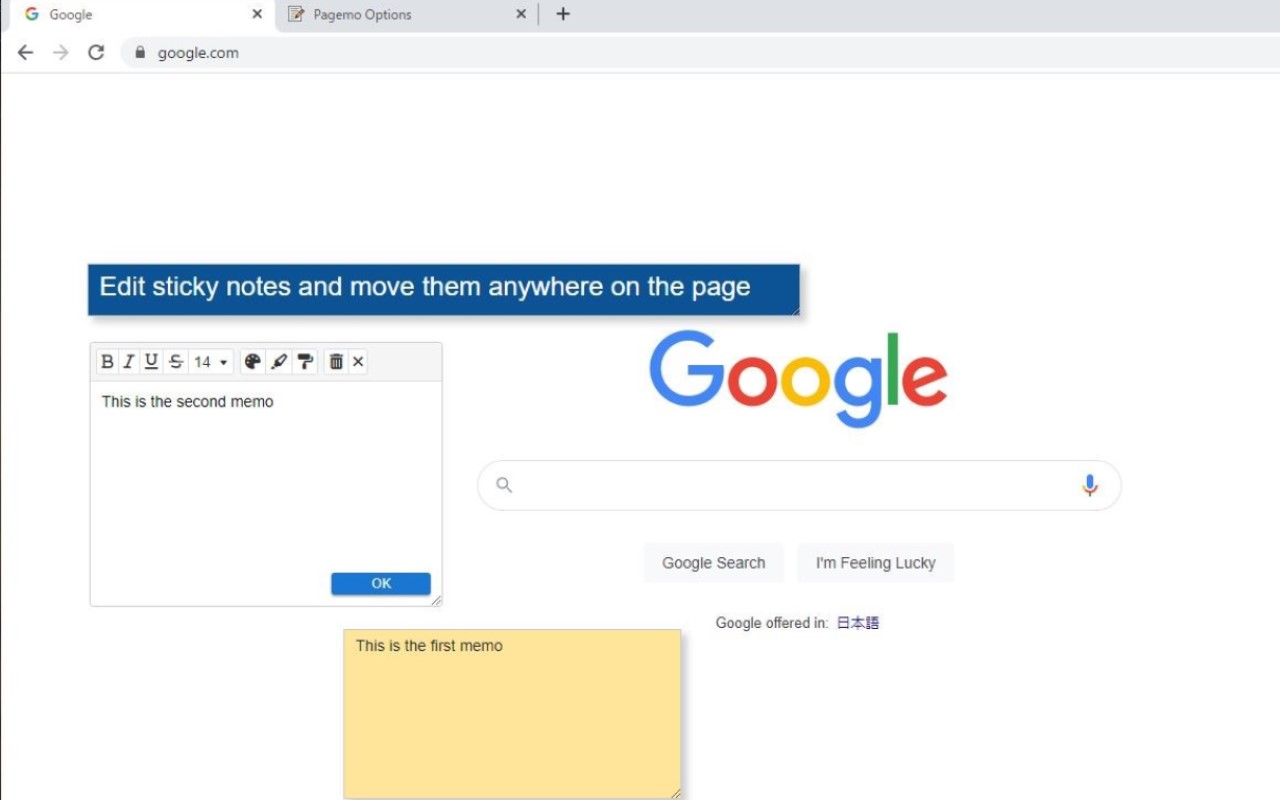 Google
Pagemo Options
google.com
Edit sticky notes and move them anywhere on the page
B I U S 14
This is the second memo
OK
Google
Google Search
I'm Feeling Lucky
Google offered in: 日本語
This is the first memo